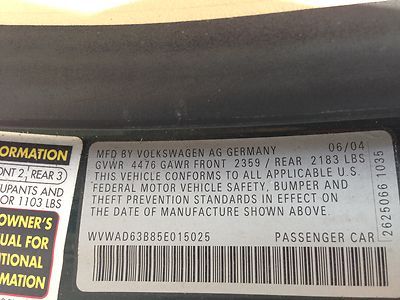 ORMATION
ONT 2, REAR 3
UPANTS AND
OR 1103 LBS
OWNER'S
UAL FOR
ITIONAL
RMATION
MFD BY VOLKSWAGEN AG GERMANY 06/04
GVWR 4476 GAWR FRONT 2359 / REAR 2183 LBS
THIS VEHICLE CONFORMS TO ALL APPLICABLE U.S.
FEDERAL MOTOR VEHICLE SAFETY, BUMPER AND
THEFT PREVENTION STANDARDS IN EFFECT ON
THE DATE OF MANUFACTURE SHOWN ABOVE.
WVWAD63B85E015025 PASSENGER CAR
2625066 1035